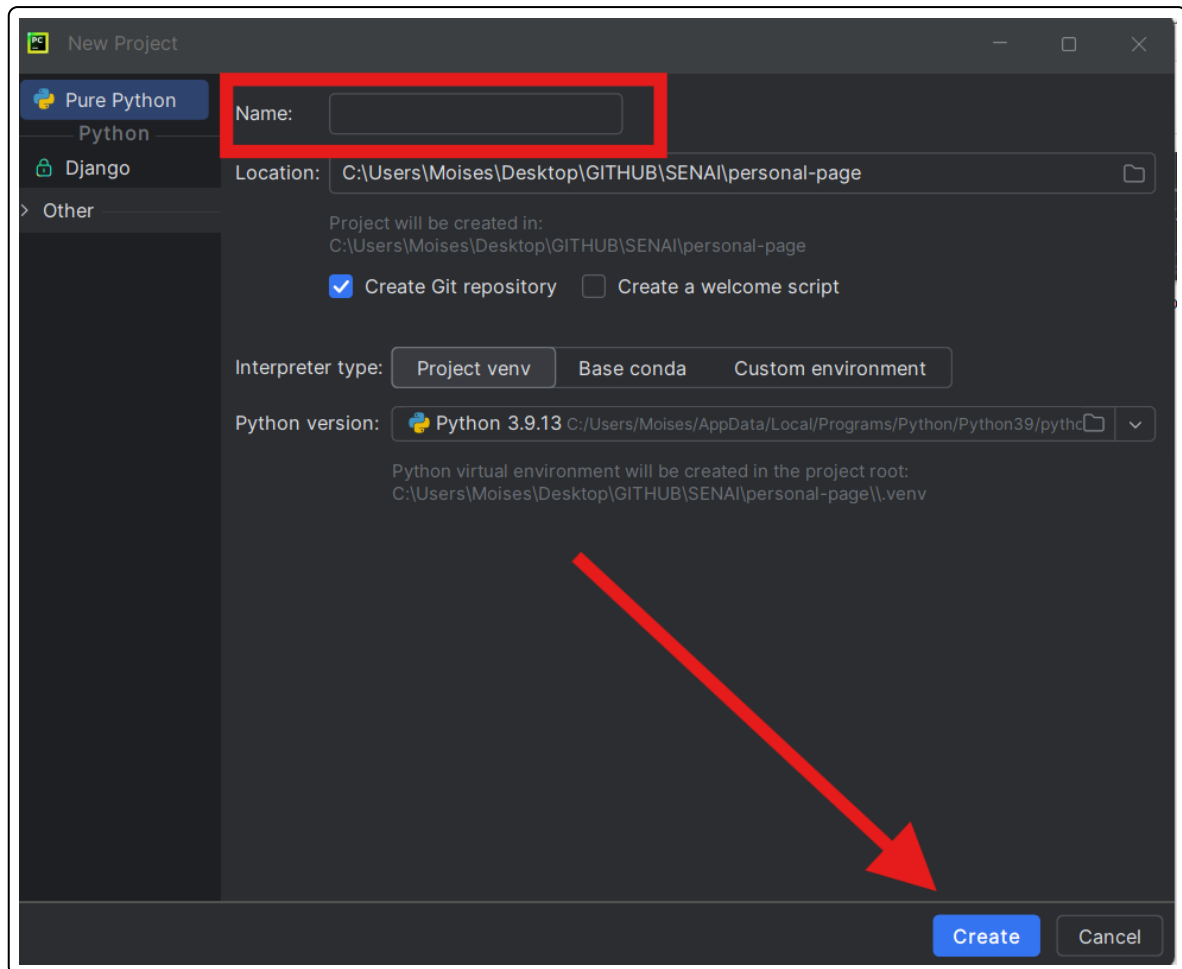 PC
New Project
Pure Python
Python
Django
Other
Name:
Location: C:\Users\Moises\Desktop\GITHUB\SENAI\personal-page
Project will be created in:
C:\Users\Moises\Desktop\GITHUB\SENAI\personal-page
Create Git repository Create a welcome script
Interpreter type: Project venv Base conda Custom environment
Python version: Python 3.9.13 C:/Users/Moises/AppData/Local/Programs/Python/Python39/pythc
Python virtual environment will be created in the project root:
C:\Users\Moises\Desktop\GITHUB\SENAI\personal-page\\.venv
Create Cancel